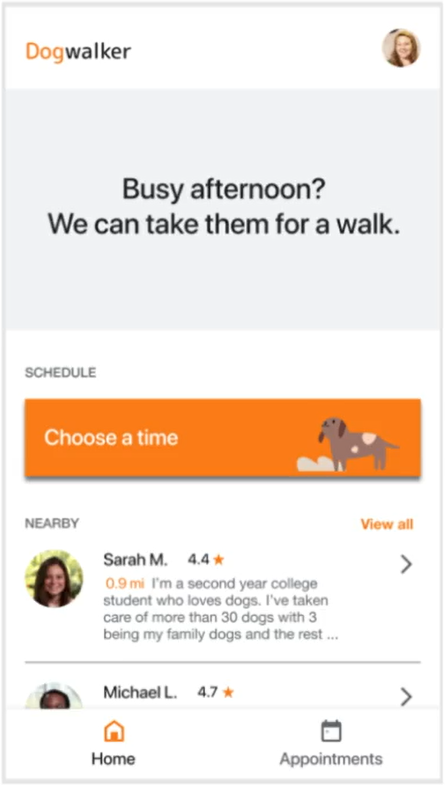 Dogwalker
Busy afternoon?
We can take them for a walk.
SCHEDULE
Choose a time
NEARBY
View all
Sarah M. 4.4★
0.9 mi I'm a second year college
student who loves dogs. I've taken
care of more than 30 dogs with 3
being my family dogs and the rest ...
Michael L. 4.7 ★
Home
Appointments